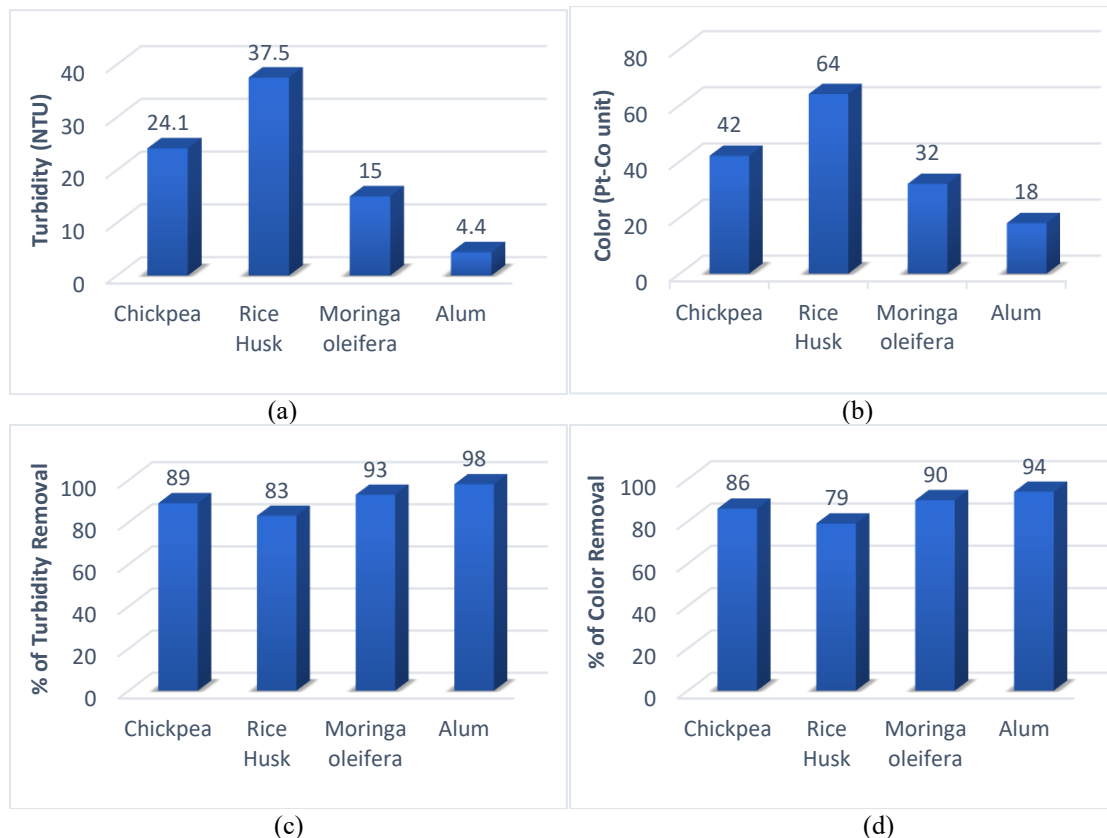 Turbidity (NTU)
40
30
20
10
0
24.1
37.5
15
4.4
Chickpea
Rice
Husk
Moringa
oleifera
Alum
(a)
Color (Pt-Co unit)
80
60
40
20
0
42
64
32
18
Chickpea
Rice
Husk
Moringa
oleifera
Alum
(b)
% of Turbidity Removal
100
80
60
40
20
0
89
83
93
98
Chickpea
Rice
Husk
Moringa
oleifera
Alum
(c)
% of Color Removal
100
80
60
40
20
0
86
79
90
94
Chickpea
Rice
Husk
Moringa
oleifera
Alum
(d)